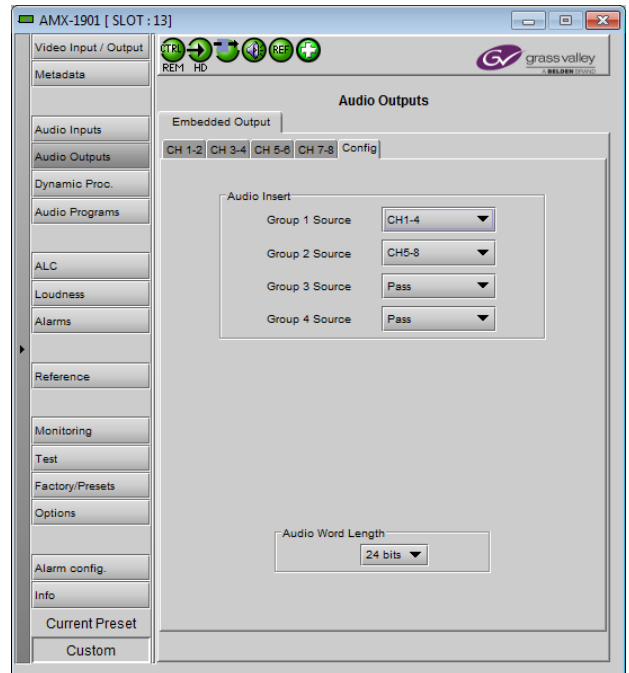 AMX-1901 [ SLOT : 13]
Video Input / Output
Metadata
Audio Inputs
Audio Outputs
Dynamic Proc.
Audio Programs
ALC
Loudness
Alarms
Reference
Monitoring
Test
Factory/Presets
Options
Alarm config.
Info
Current Preset
Custom
CTRL
REF
REM HD
GV
grass valley
A BELDEN BRAND
Audio Outputs
Embedded Output
CH 1-2 CH 3-4 CH 5-6 CH 7-8 Config
Audio Insert
Group 1 Source CH1-4
Group 2 Source CH5-8
Group 3 Source Pass
Group 4 Source Pass
Audio Word Length
24 bits